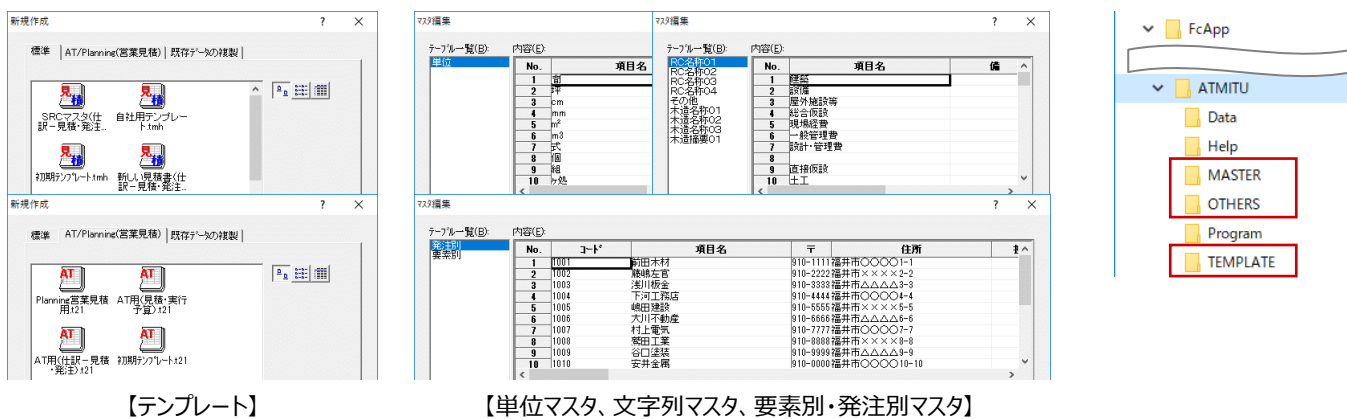 新規作成
標準
AT/Planning(営業見積)
既存データの複製
SRCマスタ(仕
訳-見積・発注...
自社用テンプレー
ト.tmh
初期テンプレート.tmh
新しい見積書(仕
訳-見積・発注...
新規作成
標準
AT/Planning(営業見積)
既存データの複製
Planning営業見積
用.t21
AT用(見積・実行
予算).t21
AT用(仕訳-見積
・発注).t21
初期テンプレート.t21
【テンプレート】
マスタ編集
テーブル一覧(B):
内容(E):
単位
No. 項目名
1
2 坪
3 cm
4 mm
5 m²
6 m3
7 式
8 個
9 組
10 ヶ処
マスタ編集
テーブル一覧(B):
内容(E):
RC名称01
RC名称02
RC名称03
RC名称04
その他
木造名称01
木造名称02
木造名称03
木造摘要01
No. 項目名 備
1 建築
2 設備
3 屋外施設等
4 総合仮設
5 現場経費
6 一般管理費
7 設計・管理費
8
9 直接仮設
10 土工
マスタ編集
テーブル一覧(B):
内容(E):
発注別
要素別
No. コード 項目名 〒 住所
1 1001 前田木材 910-1111 福井市〇〇〇〇1-1
2 1002 藤嶋左官 910-2222 福井市××××2-2
3 1003 浅川板金 910-3333 福井市△△△△3-3
4 1004 下河工務店 910-4444 福井市〇〇〇〇4-4
5 1005 嶋田建設 910-5555 福井市××××5-5
6 1006 大川不動産 910-6666 福井市△△△△6-6
7 1007 村上電気 910-7777 福井市〇〇〇〇7-7
8 1008 鷲田工業 910-8888 福井市××××8-8
9 1009 谷口塗装 910-9999 福井市△△△△9-9
10 1010 安井金属 910-0000 福井市〇〇〇〇10-10
【単位マスタ、文字列マスタ、要素別・発注別マスタ】
FcApp
ATMITU
Data
Help
MASTER
OTHERS
Program
TEMPLATE